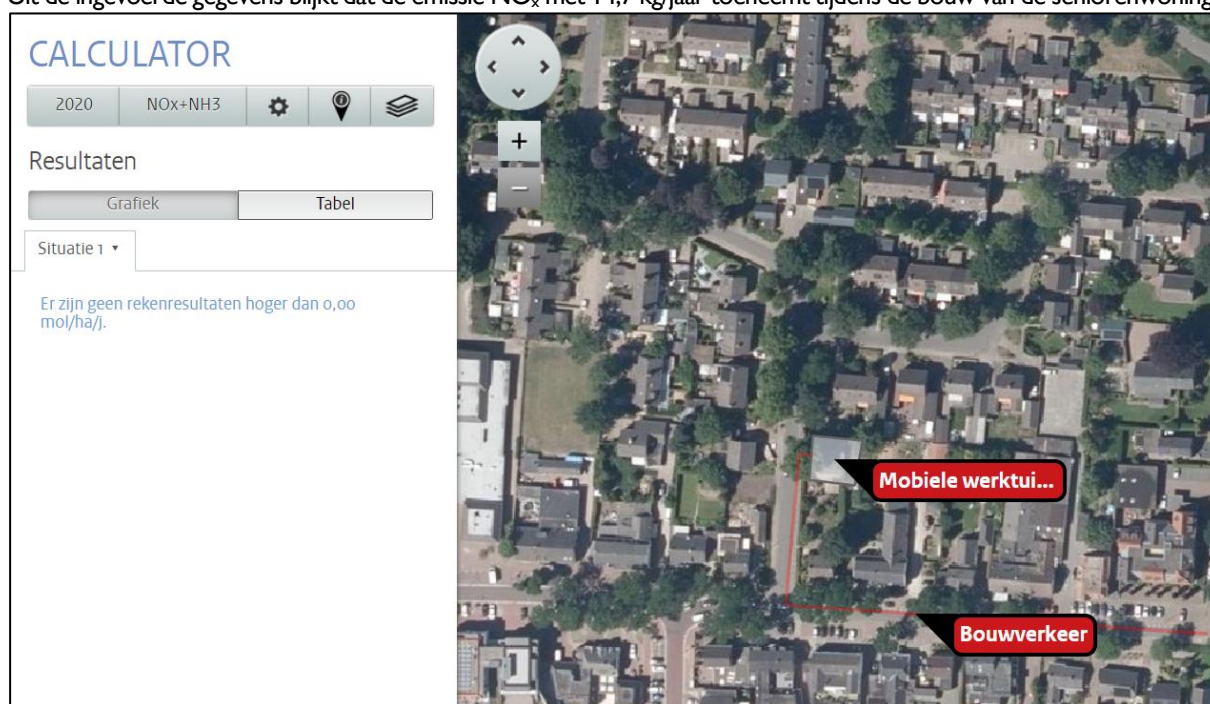 CALCULATOR
2020 NOx+NH3
Resultaten
Grafiek Tabel
Situatie 1
Er zijn geen rekenresultaten hoger dan 0,00
mol/ha/j.
Mobiele werktui...
Bouwverkeer